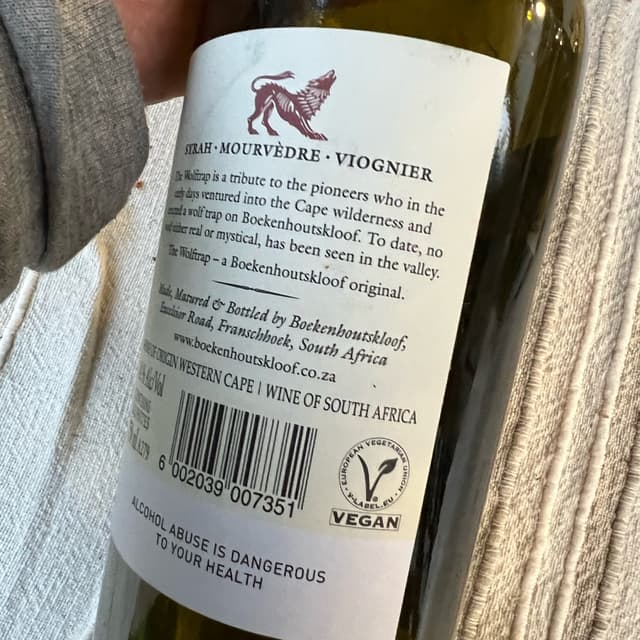 SYRAH • MOURVÈDRE • VIOGNIER
The Wolftrap is a tribute to the pioneers who in the
early days ventured into the Cape wilderness and
a wolf trap on Boekenhoutskloof. To date, no
wolf, either real or mystical, has been seen in the valley.
The Wolftrap – a Boekenhoutskloof original.
Made, Matured & Bottled by Boekenhoutskloof,
Excelsior Road, Franschhoek, South Africa
www.boekenhoutskloof.co.za
OF ORIGIN WESTERN CAPE | WINE OF SOUTH AFRICA
Alc/Vol
A379
6 002039 007351
EUROPEAN VEGETARIAN UNION
V-LABEL.EU
VEGAN
ALCOHOL ABUSE IS DANGEROUS
TO YOUR HEALTH